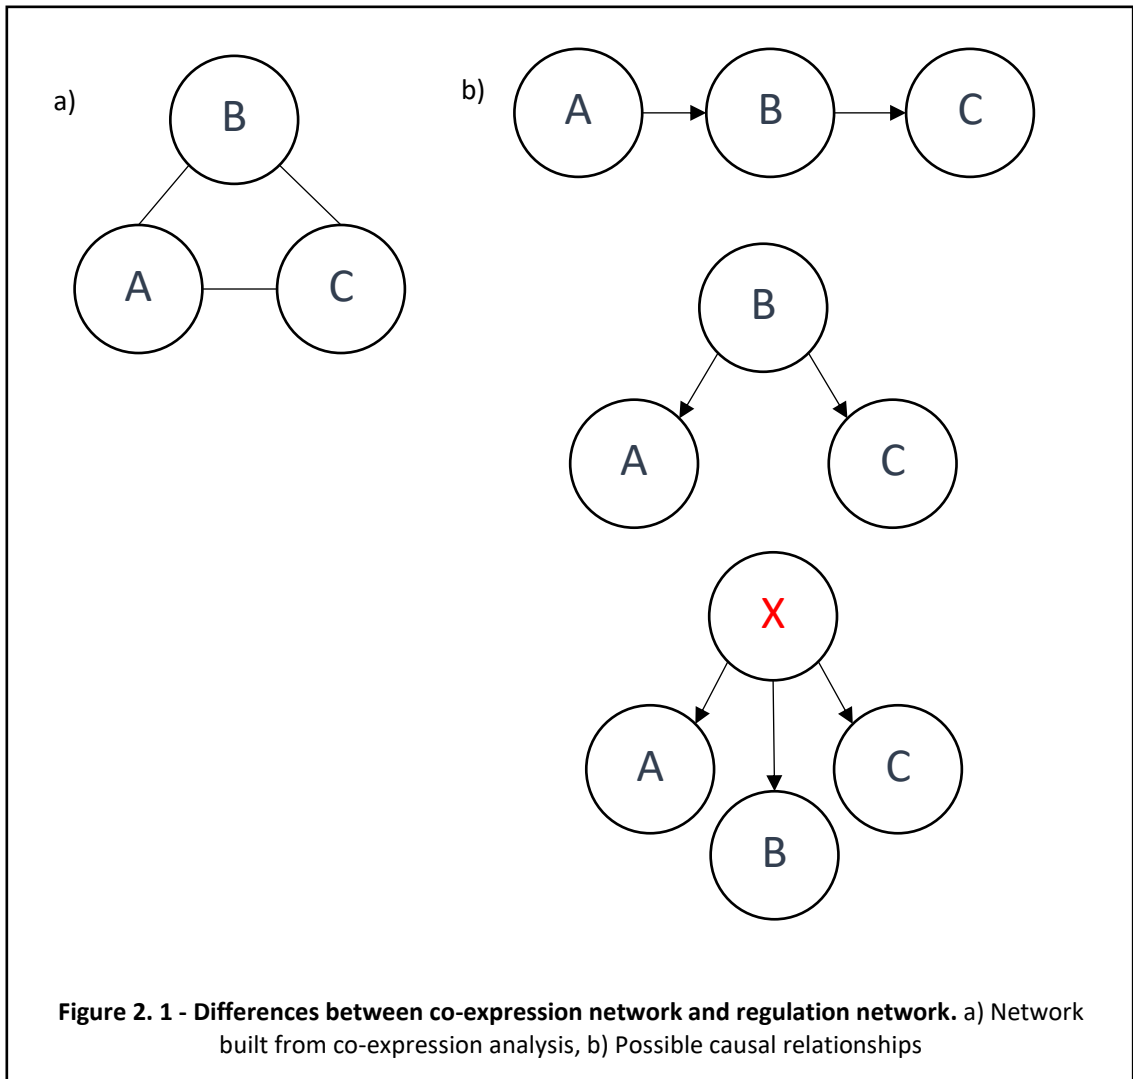 a)
B
A
C
b)
A
B
C
B
A
C
X
A
C
B
Figure 2. 1 - Differences between co-expression network and regulation network. a) Network
built from co-expression analysis, b) Possible causal relationships